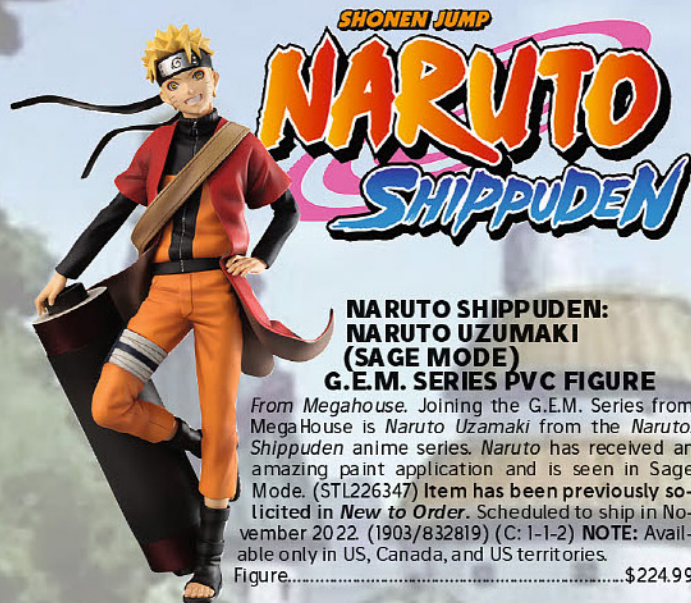 SHONEN JUMP
NARUTO
SHIPPUDEN
NARUTO SHIPPUDEN:
NARUTO UZUMAKI
(SAGE MODE)
G.E.M. SERIES PVC FIGURE
From Megahouse. Joining the G.E.M. Series from
MegaHouse is Naruto Uzumaki from the Naruto
Shippuden anime series. Naruto has received an
amazing paint application and is seen in Sage
Mode. (STL226347) Item has been previously so-
licited in New to Order. Scheduled to ship in No-
vember 2022. (1903/832819) (C: 1-1-2) NOTE: Avail-
able only in US, Canada, and US territories.
Figure....................................................................$224.99